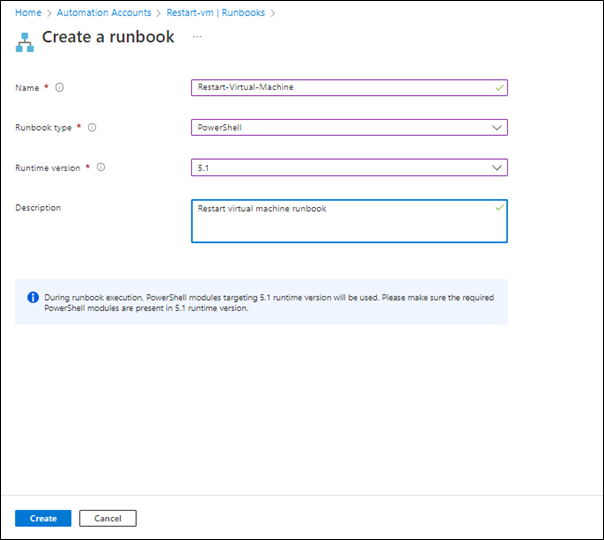 Home > Automation Accounts > Restart-vm | Runbooks >
Create a runbook ...
Name *
Restart-Virtual-Machine
Runbook type *
PowerShell
Runtime version *
5.1
Description
Restart virtual machine runbook
During runbook execution, PowerShell modules targeting 5.1 runtime version will be used. Please make sure the required
PowerShell modules are present in 5.1 runtime version.
Create
Cancel